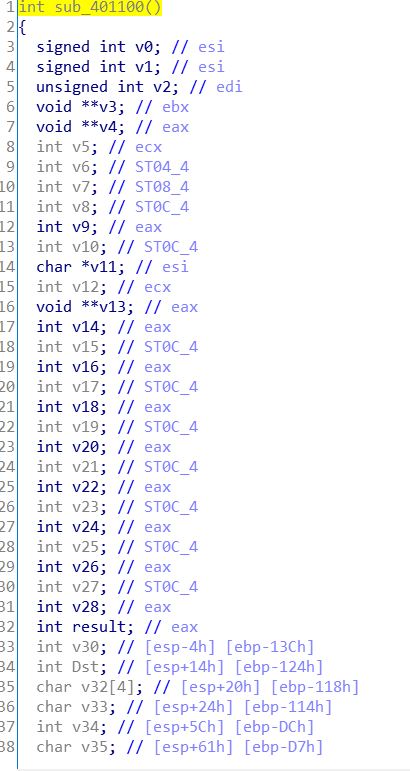 1 int sub_401100()
2 {
3 signed int v0; // esi
4 signed int v1; // esi
5 unsigned int v2; // edi
6 void **v3; // ebx
7 void **v4; // eax
8 int v5; // ecx
9 int v6; // ST04_4
10 int v7; // ST08_4
11 int v8; // ST0C_4
12 int v9; // eax
13 int v10; // ST0C_4
14 char *v11; // esi
15 int v12; // ecx
16 void **v13; // eax
17 int v14; // eax
18 int v15; // ST0C_4
19 int v16; // eax
20 int v17; // ST0C_4
21 int v18; // eax
22 int v19; // ST0C_4
23 int v20; // eax
24 int v21; // ST0C_4
25 int v22; // eax
26 int v23; // ST0C_4
27 int v24; // eax
28 int v25; // ST0C_4
29 int v26; // eax
30 int v27; // ST0C_4
31 int v28; // eax
32 int result; // eax
33 int v30; // [esp-4h] [ebp-13Ch]
34 int Dst; // [esp+14h] [ebp-124h]
35 char v32[4]; // [esp+20h] [ebp-118h]
36 char v33; // [esp+24h] [ebp-114h]
37 int v34; // [esp+5Ch] [ebp-DCh]
38 char v35; // [esp+61h] [ebp-D7h]